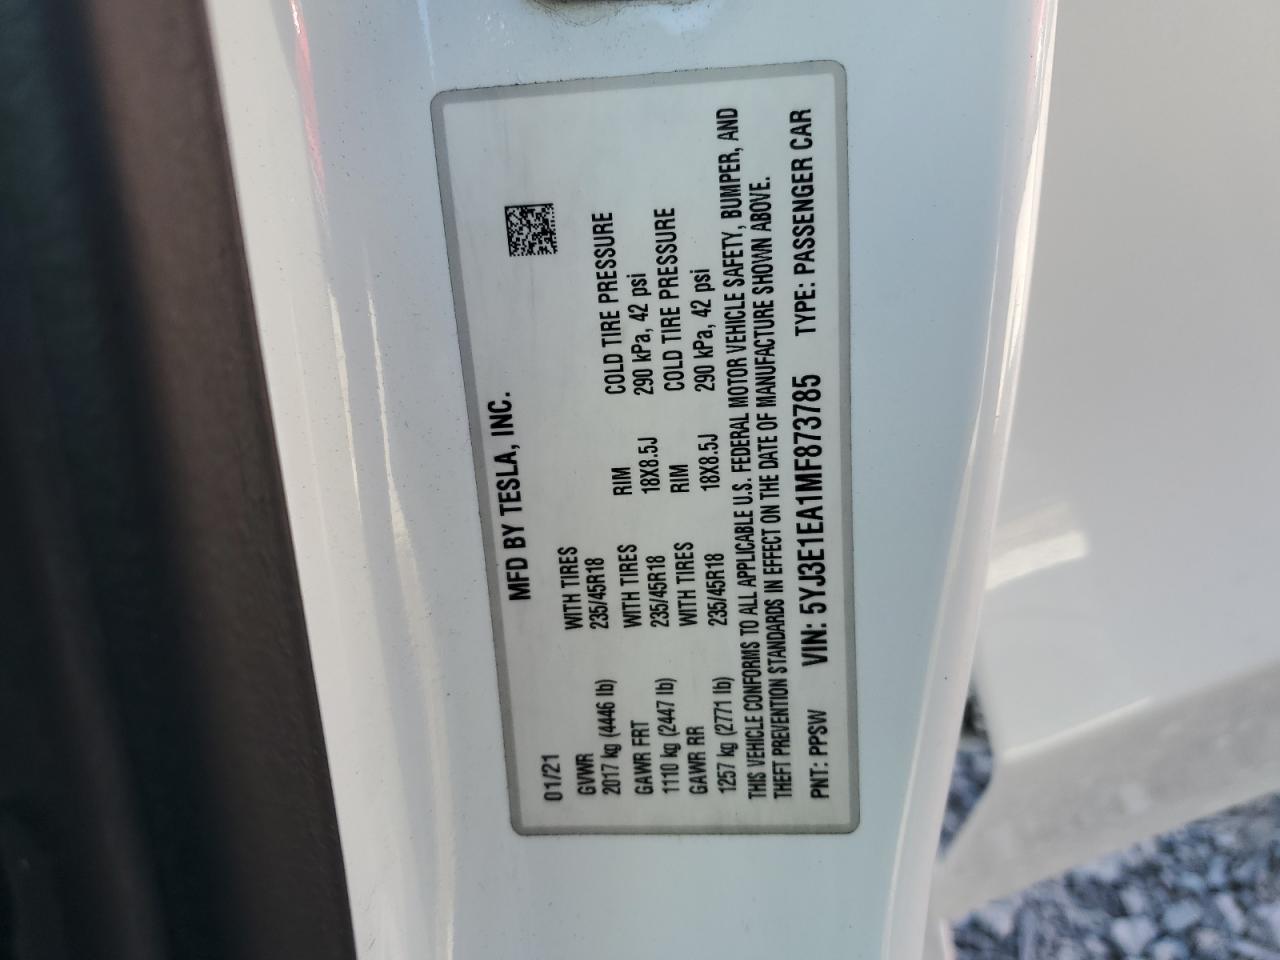 MFD BY TESLA, INC.
01/21
GVWR WITH TIRES
2017 kg (4446 lb) 235/45R18 RIM COLD TIRE PRESSURE
GAWR FRT WITH TIRES 18X8.5J 290 kPa, 42 psi
1110 kg (2447 lb) 235/45R18 RIM COLD TIRE PRESSURE
GAWR RR WITH TIRES 18X8.5J 290 kPa, 42 psi
1257 kg (2771 lb) 235/45R18
THIS VEHICLE CONFORMS TO ALL APPLICABLE U.S. FEDERAL MOTOR VEHICLE SAFETY, BUMPER, AND
THEFT PREVENTION STANDARDS IN EFFECT ON THE DATE OF MANUFACTURE SHOWN ABOVE.
PNT: PPSW VIN: 5YJ3E1EA1MF873785 TYPE: PASSENGER CAR